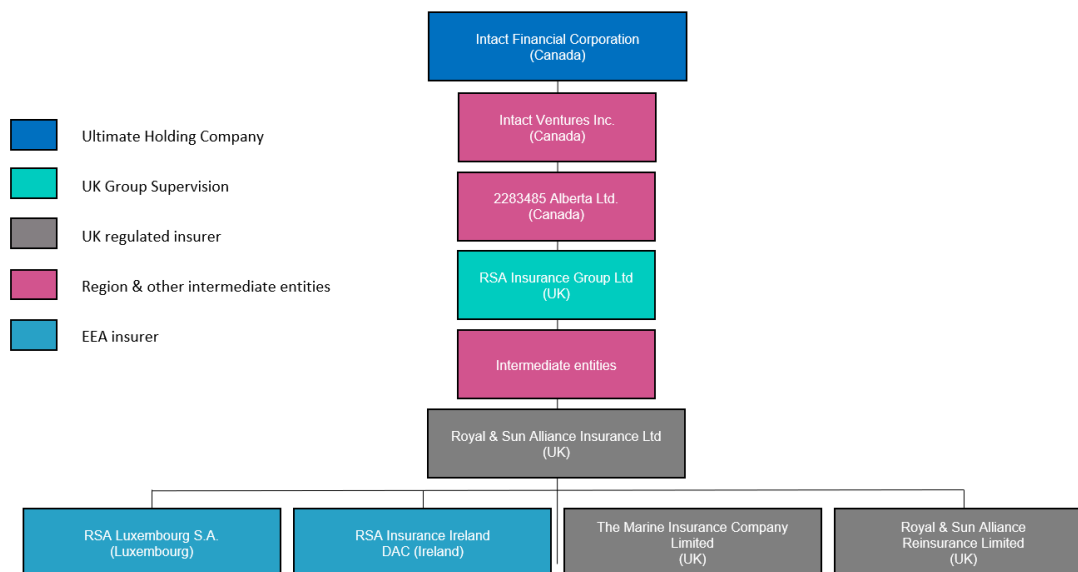 Intact Financial Corporation
(Canada)
Intact Ventures Inc.
(Canada)
Ultimate Holding Company
2283485 Alberta Ltd.
(Canada)
UK Group Supervision
UK regulated insurer
RSA Insurance Group Ltd
(UK)
Region & other intermediate entities
EEA insurer
Intermediate entities
Royal & Sun Alliance Insurance Ltd
(UK)
RSA Luxembourg S.A.
(Luxembourg)
RSA Insurance Ireland
DAC (Ireland)
The Marine Insurance Company
Limited
(UK)
Royal & Sun Alliance
Reinsurance Limited
(UK)